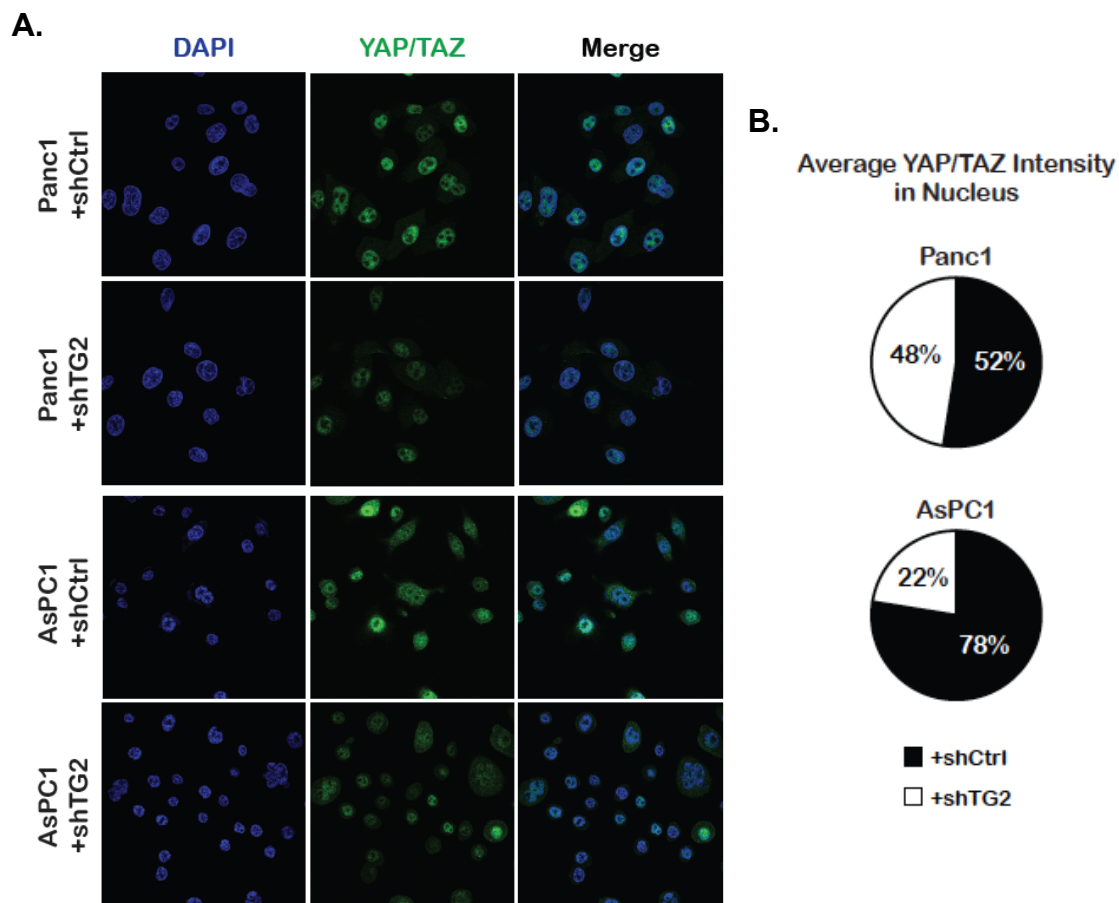 A.
DAPI
YAP/TAZ
Merge
Panc1
+shCtrl
Panc1
+shTG2
AsPC1
+shCtrl
AsPC1
+shTG2
B.
Average YAP/TAZ Intensity
in Nucleus
Panc1
48%
52%
AsPC1
22%
78%
+shCtrl
+shTG2